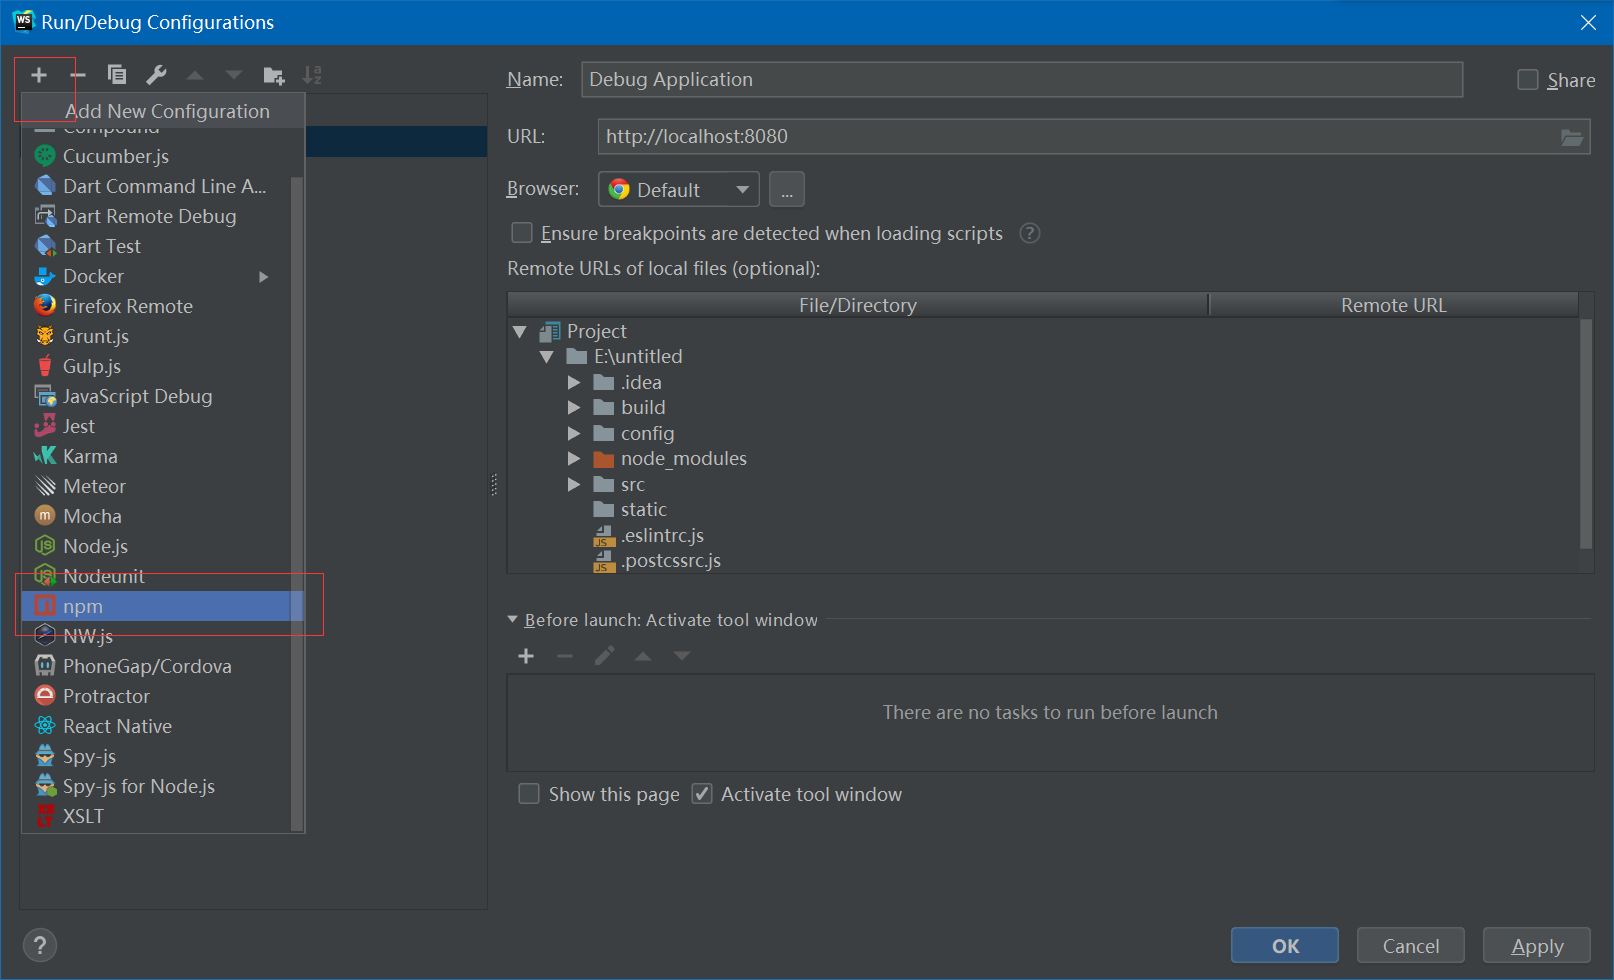 WS Run/Debug Configurations
Add New Configuration
Compound
Cucumber.js
Dart Command Line A...
Dart Remote Debug
Dart Test
Docker
Firefox Remote
Grunt.js
Gulp.js
JavaScript Debug
Jest
Karma
Meteor
Mocha
Node.js
Nodeunit
npm
NW.js
PhoneGap/Cordova
Protractor
React Native
Spy-js
Spy-js for Node.js
XSLT
Name: Debug Application Share
URL: http://localhost:8080
Browser: Default ...
Ensure breakpoints are detected when loading scripts ?
Remote URLs of local files (optional):
File/Directory Remote URL
Project
E:\untitled
.idea
build
config
node_modules
src
static
.eslintrc.js
.postcssrc.js
Before launch: Activate tool window
There are no tasks to run before launch
Show this page Activate tool window
? OK Cancel Apply